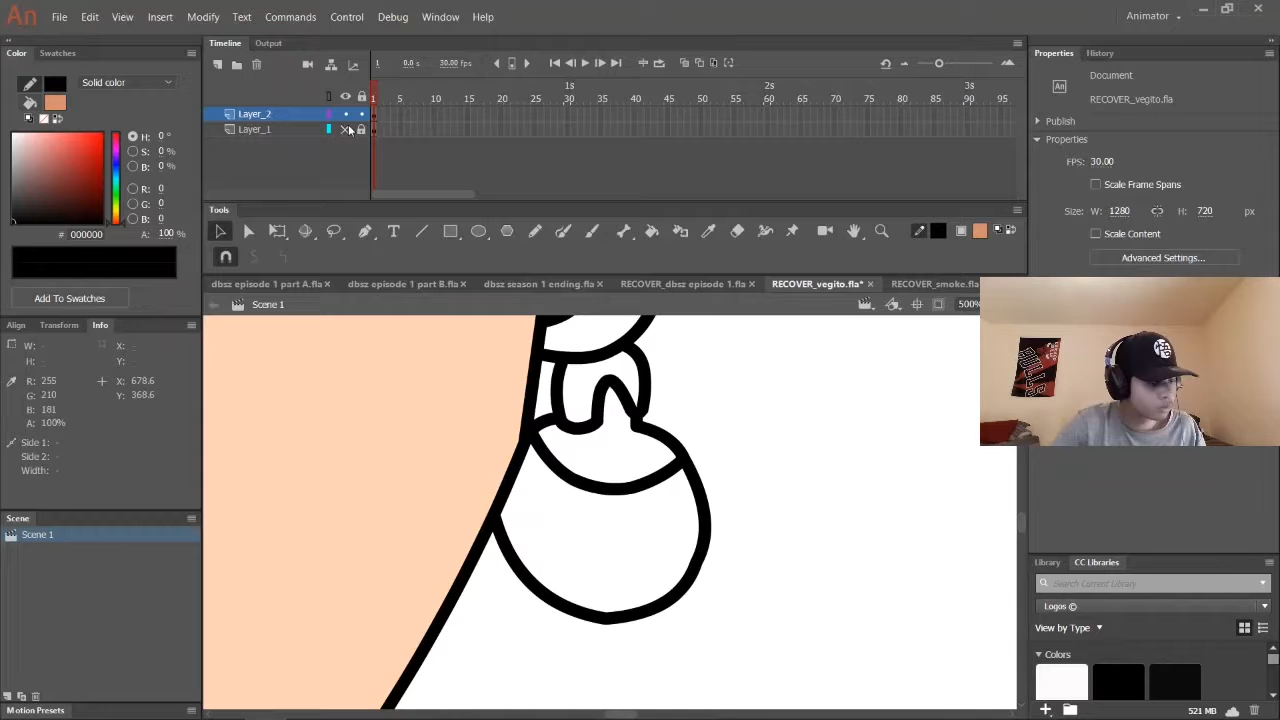 An File Edit View Insert Modify Text Commands Control Debug Window Help Animator
Color Swatches
Timeline Output
Properties History
Solid color
1 0.0 s 30.00 fps
Document
RECOVER_vegito.fla
1s 2s 3s
1 5 10 15 20 25 30 35 40 45 50 55 60 65 70 75 80 85 90 95
Layer_2
Layer_1
Publish
Properties
FPS: 30.00
Scale Frame Spans
Size: W: 1280 H: 720 px
Scale Content
Advanced Settings...
H: 0 °
S: 0 %
B: 0 %
R: 0
G: 0
B: 0
# 000000 A: 100 %
Add To Swatches
Tools
dbsz episode 1 part A.fla dbsz episode 1 part B.fla dbsz season 1 ending.fla RECOVER_dbsz episode 1.fla RECOVER_vegito.fla* RECOVER_smoke.fla
Scene 1
500%
Align Transform Info
W: - X: -
H: - Y: -
R: 255 X: 678.6
G: 210 Y: 368.6
B: 181
A: 100%
Side 1: -
Side 2: -
Width: -
BULLS
Scene
Scene 1
Library CC Libraries
Search Current Library
Logos ©
View by Type
Colors
Motion Presets
521 MB